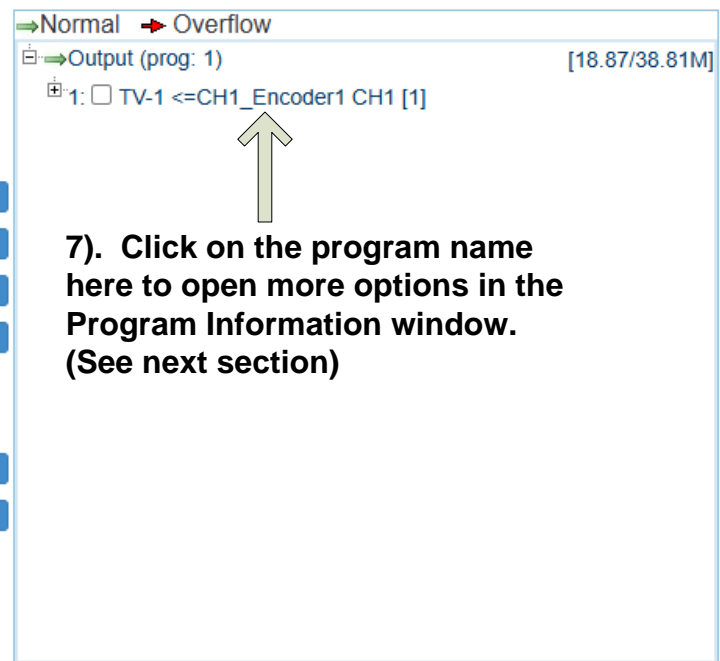 Normal Overflow
Output (prog: 1) [18.87/38.81M]
1: TV-1 <=CH1_Encoder1 CH1 [1]
7). Click on the program name
here to open more options in the
Program Information window.
(See next section)